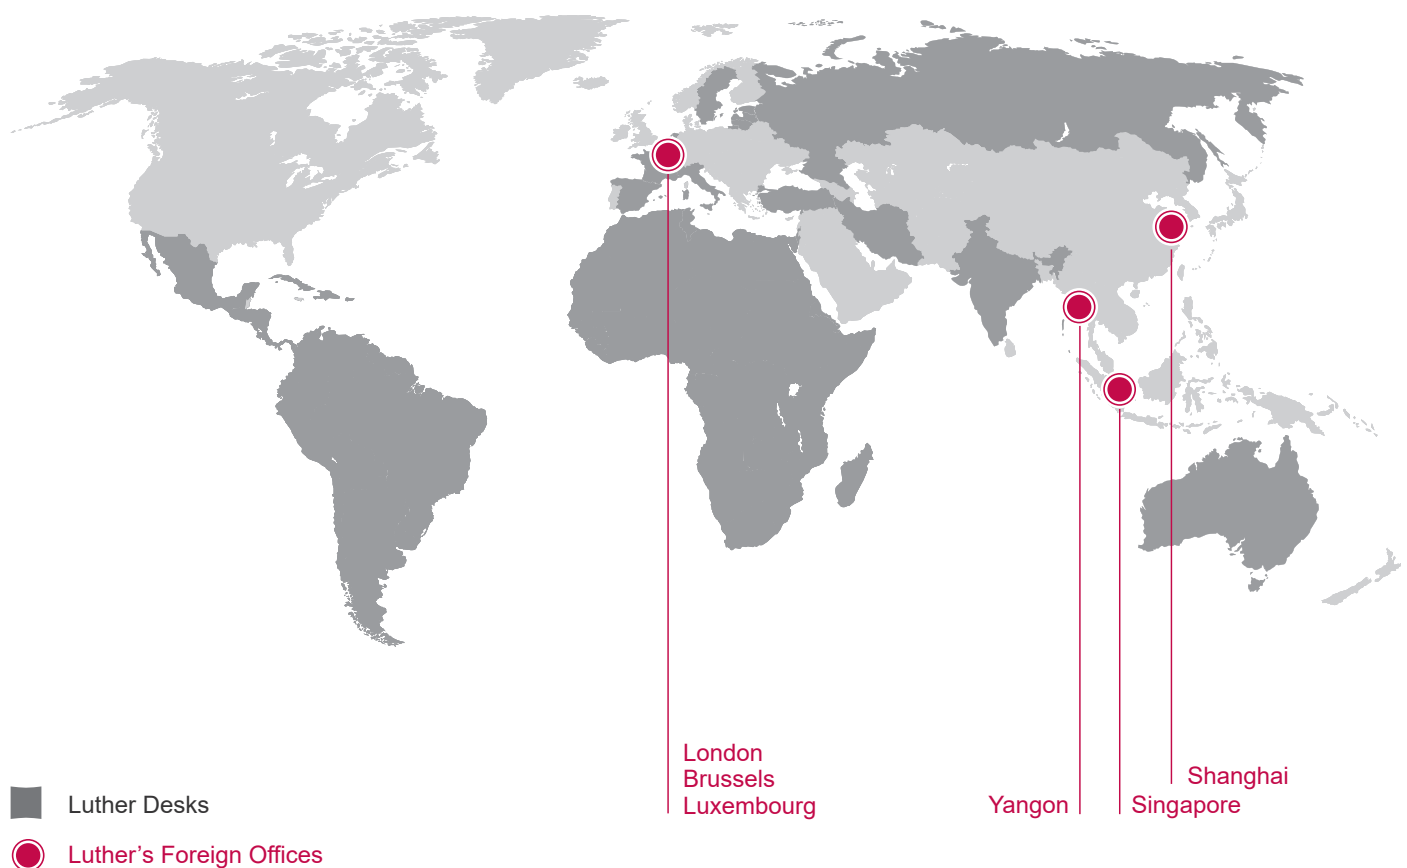 London
Brussels
Luxembourg
Yangon
Singapore
Shanghai
Luther Desks
Luther's Foreign Offices